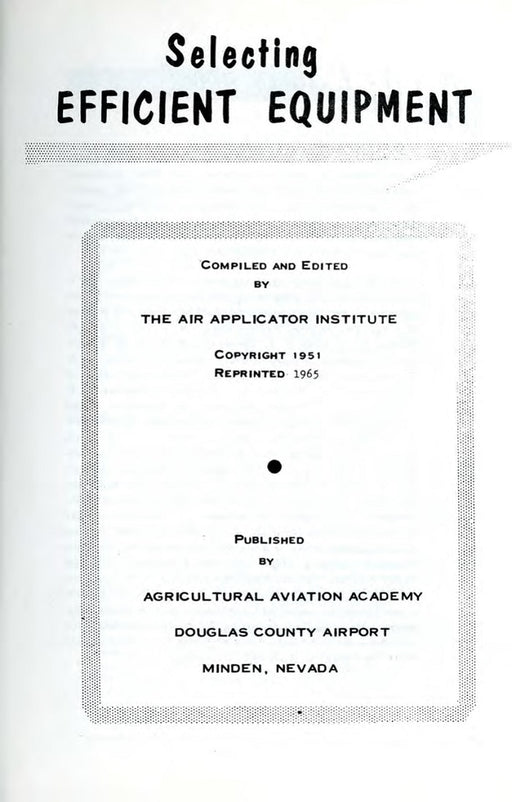 Selecting
EFFICIENT EQUIPMENT
COMPILED AND EDITED
BY
THE AIR APPLICATOR INSTITUTE
COPYRIGHT 1951
REPRINTED 1965
PUBLISHED
BY
AGRICULTURAL AVIATION ACADEMY
DOUGLAS COUNTY AIRPORT
MINDEN, NEVADA